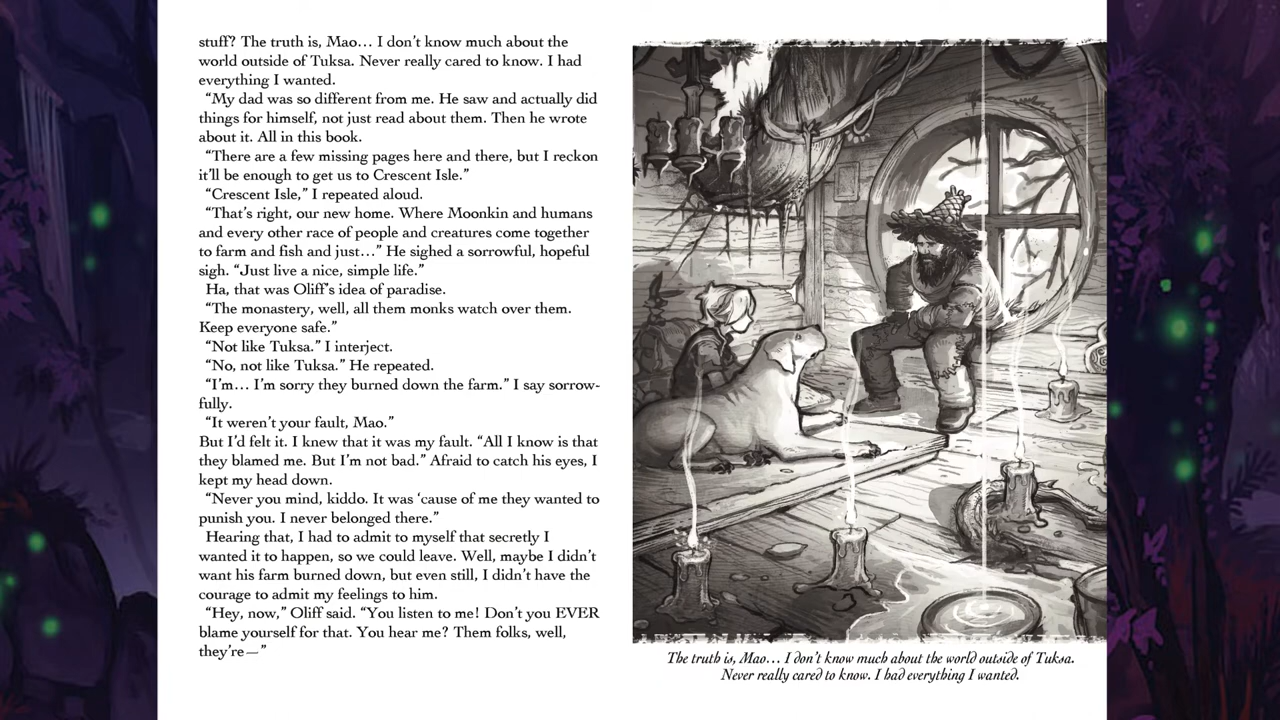 stuff? The truth is, Mao… I don’t know much about the
world outside of Tuksa. Never really cared to know. I had
everything I wanted.
“My dad was so different from me. He saw and actually did
things for himself, not just read about them. Then he wrote
about it. All in this book.
“There are a few missing pages here and there, but I reckon
it’ll be enough to get us to Crescent Isle.”
“Crescent Isle,” I repeated aloud.
“That’s right, our new home. Where Moonkin and humans
and every other race of people and creatures come together
to farm and fish and just…” He sighed a sorrowful, hopeful
sigh. “Just live a nice, simple life.”
Ha, that was Oliff’s idea of paradise.
“The monastery, well, all them monks watch over them.
Keep everyone safe.”
“Not like Tuksa.” I interject.
“No, not like Tuksa.” He repeated.
“I’m… I’m sorry they burned down the farm.” I say sorrow-
fully.
“It weren’t your fault, Mao.”
But I’d felt it. I knew that it was my fault. “All I know is that
they blamed me. But I’m not bad.” Afraid to catch his eyes, I
kept my head down.
“Never you mind, kiddo. It was ‘cause of me they wanted to
punish you. I never belonged there.”
Hearing that, I had to admit to myself that secretly I
wanted it to happen, so we could leave. Well, maybe I didn’t
want his farm burned down, but even still, I didn’t have the
courage to admit my feelings to him.
“Hey, now,” Oliff said. “You listen to me! Don’t you EVER
blame yourself for that. You hear me? Them folks, well,
they’re—”
The truth is, Mao… I don’t know much about the world outside of Tuksa.
Never really cared to know. I had everything I wanted.